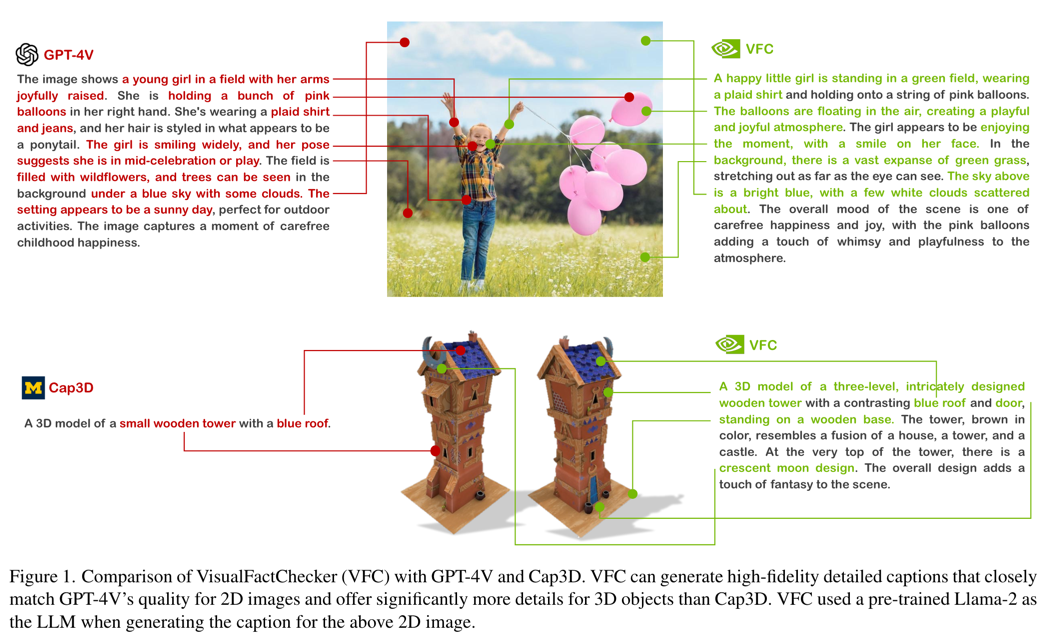 GPT-4V
The image shows a young girl in a field with her arms
joyfully raised. She is holding a bunch of pink
balloons in her right hand. She's wearing a plaid shirt
and jeans, and her hair is styled in what appears to be
a ponytail. The girl is smiling widely, and her pose
suggests she is in mid-celebration or play. The field is
filled with wildflowers, and trees can be seen in the
background under a blue sky with some clouds. The
setting appears to be a sunny day, perfect for outdoor
activities. The image captures a moment of carefree
childhood happiness.
VFC
A happy little girl is standing in a green field, wearing
a plaid shirt and holding onto a string of pink balloons.
The balloons are floating in the air, creating a playful
and joyful atmosphere. The girl appears to be enjoying
the moment, with a smile on her face. In the
background, there is a vast expanse of green grass,
stretching out as far as the eye can see. The sky above
is a bright blue, with a few white clouds scattered
about. The overall mood of the scene is one of
carefree happiness and joy, with the pink balloons
adding a touch of whimsy and playfulness to the
atmosphere.
M Cap3D
A 3D model of a small wooden tower with a blue roof.
VFC
A 3D model of a three-level, intricately designed
wooden tower with a contrasting blue roof and door,
standing on a wooden base. The tower, brown in
color, resembles a fusion of a house, a tower, and a
castle. At the very top of the tower, there is a
crescent moon design. The overall design adds a
touch of fantasy to the scene.
Figure 1. Comparison of VisualFactChecker (VFC) with GPT-4V and Cap3D. VFC can generate high-fidelity detailed captions that closely
match GPT-4V's quality for 2D images and offer significantly more details for 3D objects than Cap3D. VFC used a pre-trained Llama-2 as
the LLM when generating the caption for the above 2D image.